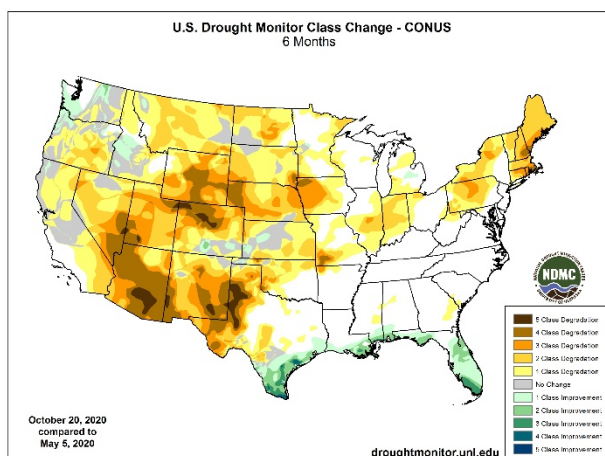 U.S. Drought Monitor Class Change - CONUS
6 Months
NDMC
5 Class Degradation
4 Class Degradation
3 Class Degradation
2 Class Degradation
1 Class Degradation
No Change
1 Class Improvement
2 Class Improvement
3 Class Improvement
4 Class Improvement
5 Class Improvement
October 20, 2020
compared to
May 5, 2020
droughtmonitor.unl.edu